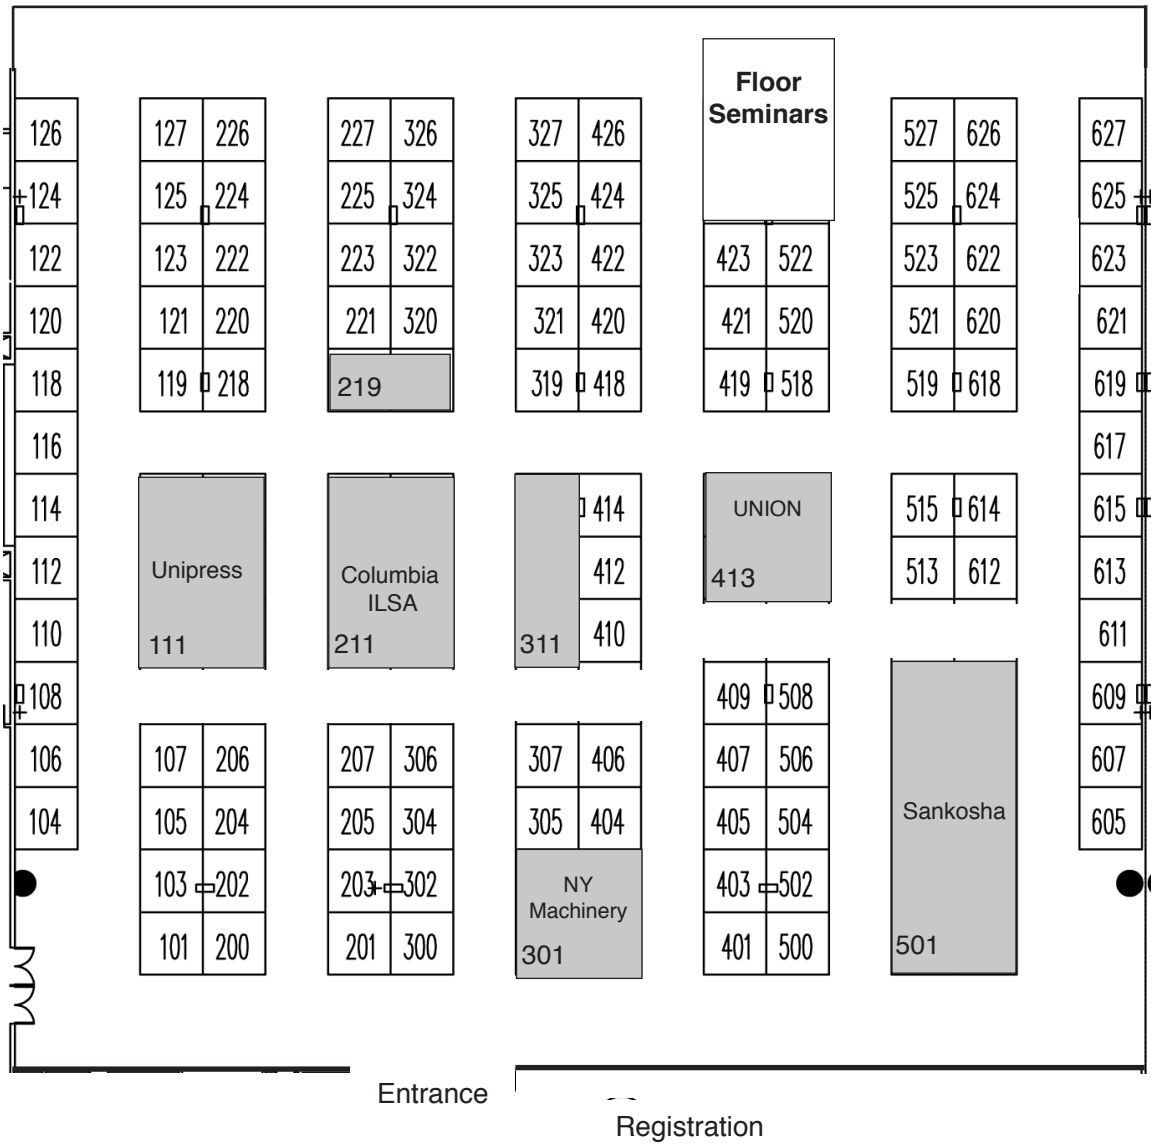 Floor
Seminars
126 127 226 227 326 327 426 527 626 627
124 125 224 225 324 325 424 525 624 625
122 123 222 223 322 323 422 423 522 523 622 623
120 121 220 221 320 321 420 421 520 521 620 621
118 119 218 219 319 418 419 518 519 618 619
116 617
114 414 UNION 515 614 615
112 Unipress Columbia 412 413 513 612 613
ILSA
110 111 211 311 410 611
108 409 508 609
106 107 206 207 306 307 406 407 506 607
104 105 204 205 304 305 404 405 504 Sankosha 605
103 202 203 302 NY 403 502
Machinery
101 200 201 300 301 401 500 501
Entrance
Registration